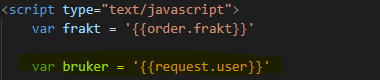 <script type="text/javascript">
var frakt = '{{order.frakt}}'
var bruker = '{{request.user}}'